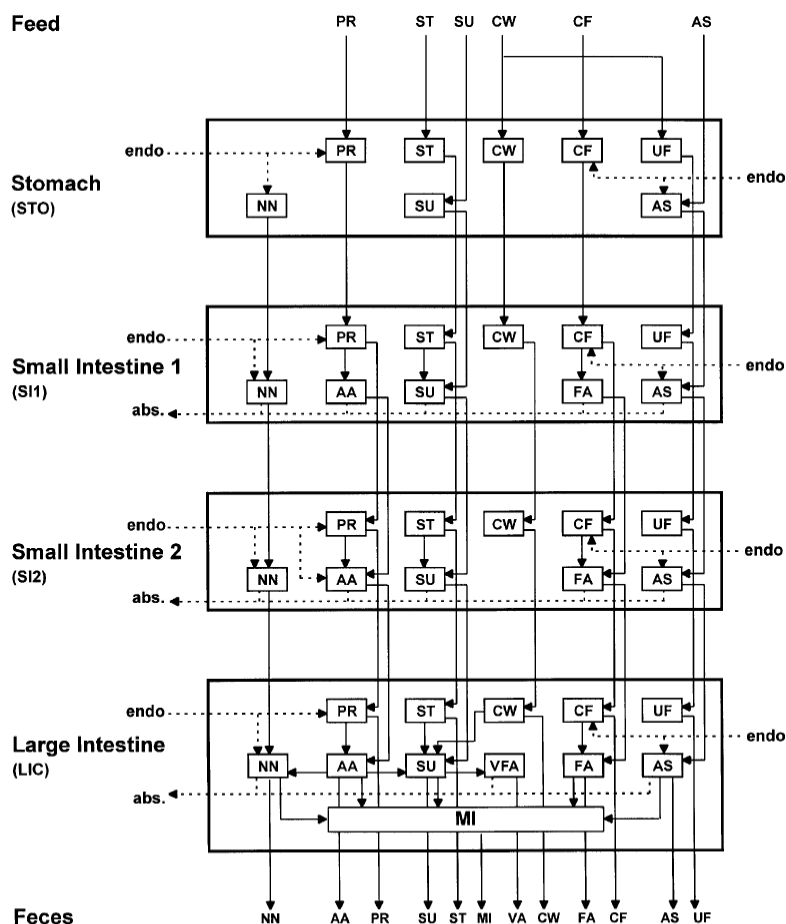 Feed PR ST SU CW CF AS
endo PR ST CW CF UF
Stomach endo
(STO) NN SU AS
endo PR ST CW CF UF
Small Intestine 1 endo
(SI1) NN AA SU FA AS
abs.
endo PR ST CW CF UF
Small Intestine 2 endo
(SI2) NN AA SU FA AS
abs.
endo PR ST CW CF UF
Large Intestine endo
(LIC) NN AA SU VFA FA AS
abs.
MI
Feces NN AA PR SU ST MI VA CW FA CF AS UF